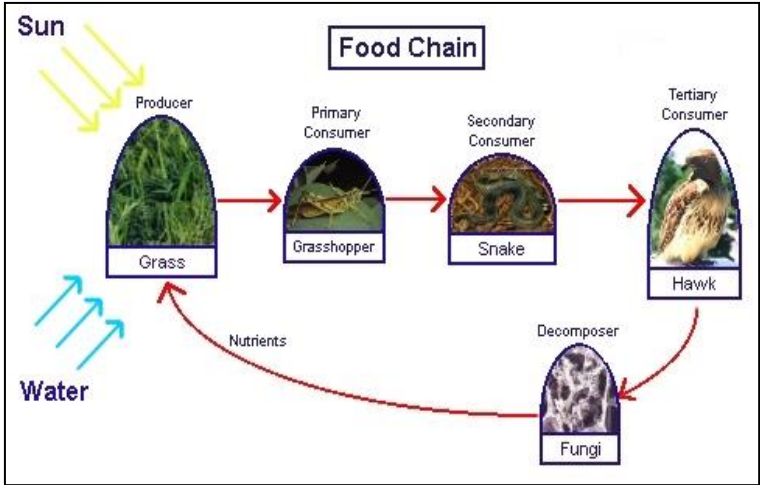 Sun
Food Chain
Producer
Primary
Consumer
Secondary
Consumer
Tertiary
Consumer
Grass
Grasshopper
Snake
Hawk
Nutrients
Decomposer
Water
Fungi